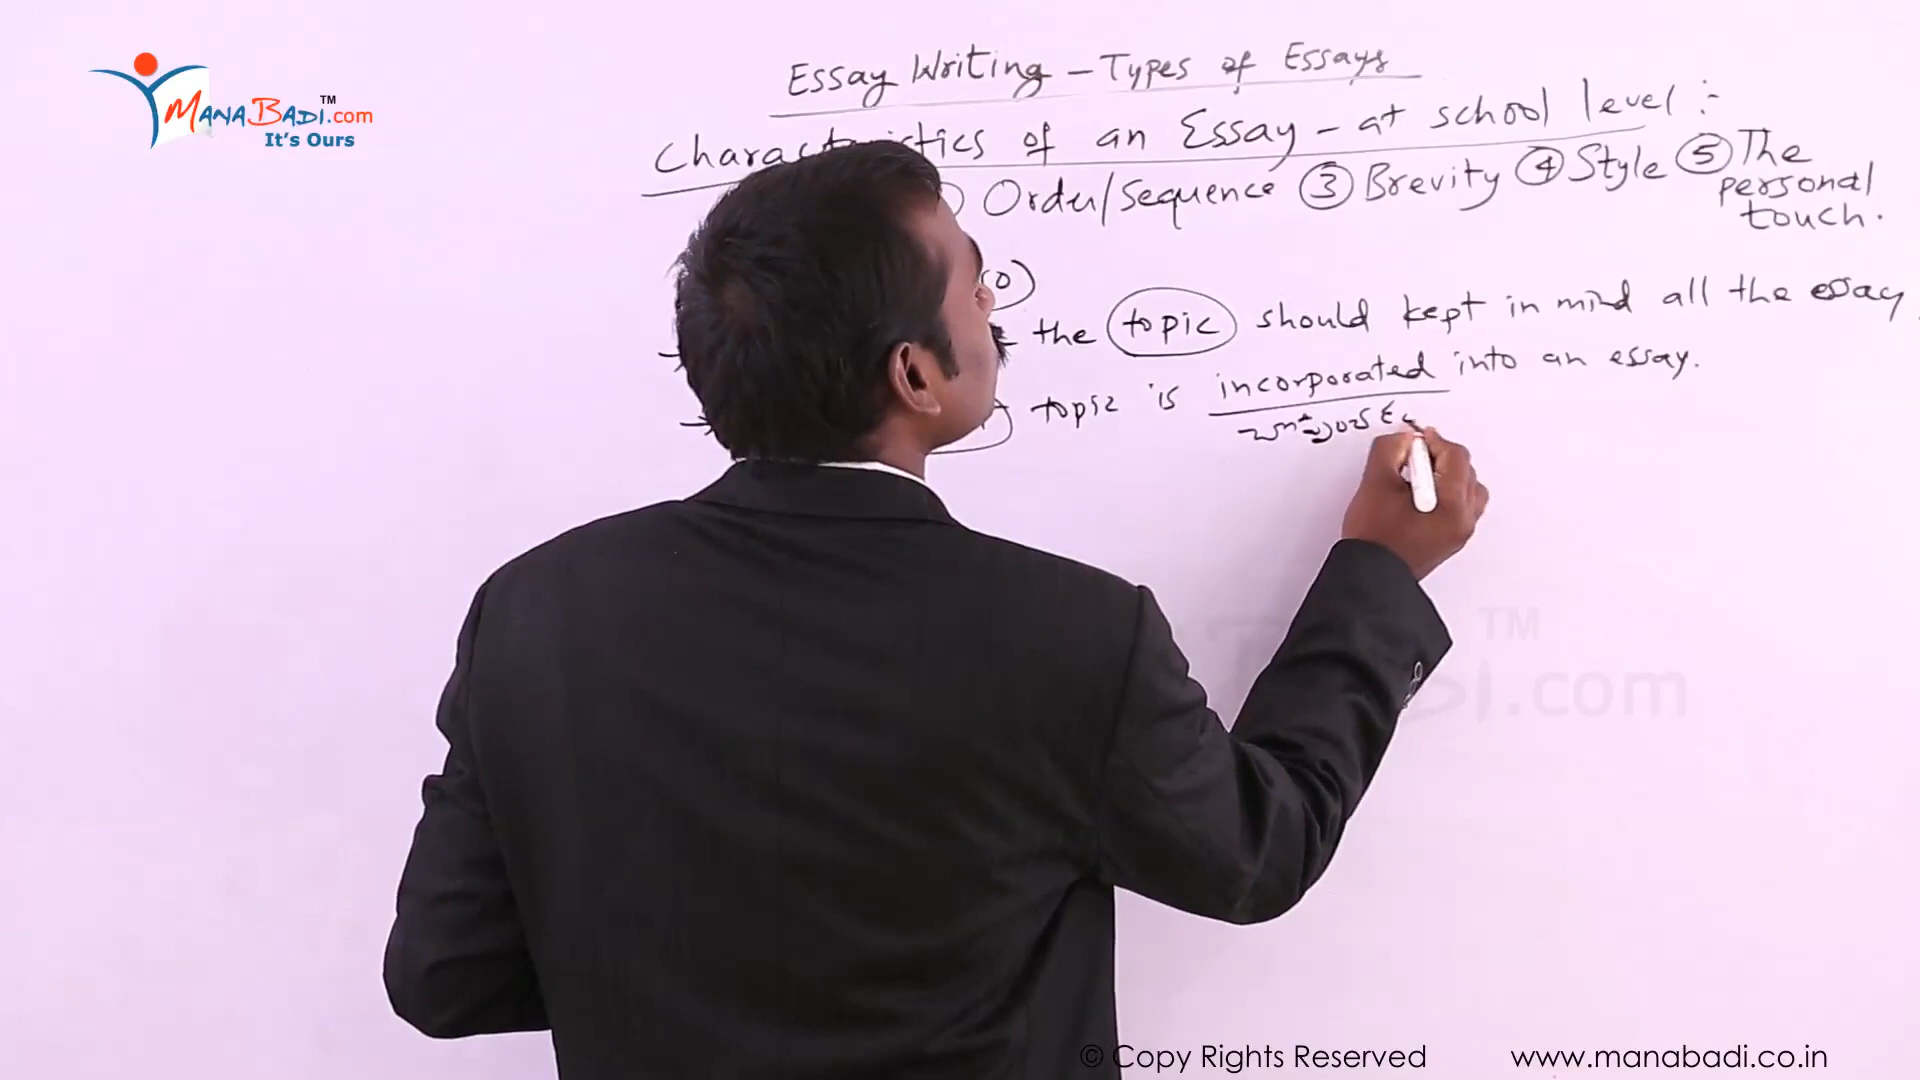 MANABADI.com™
It's Ours
Essay Writing - Types of Essays
Characteristics of an Essay - at school level :-
Order/Sequence ③ Brevity ④ Style ⑤ The personal touch.
the topic should kept in mind all the essay
topic is incorporated into an essay.
TM
.com
© Copy Rights Reserved www.manabadi.co.in